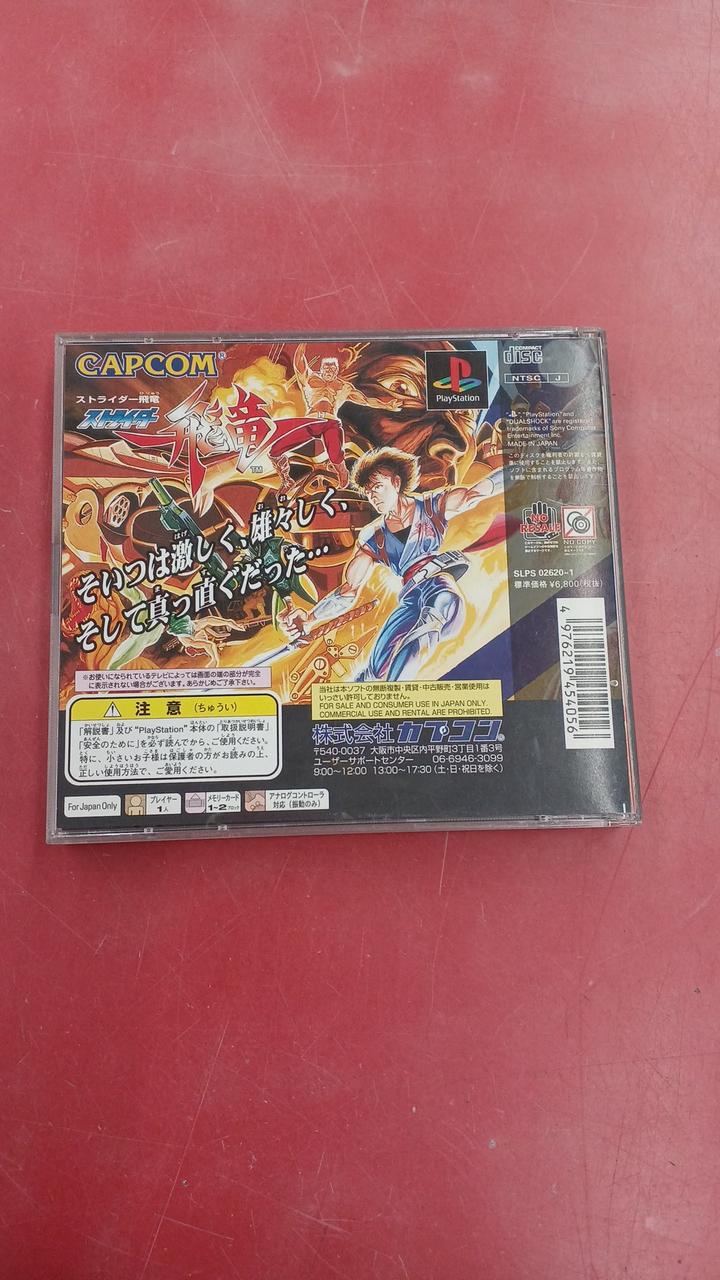 CAPCOM®
ストライダー飛竜
ストライダー飛竜™
そいつは激しく、雄々しく、
そして真っ直ぐだった…
PlayStation
COMPACT
disc
NTSC J
"PlayStation" and
"DUALSHOCK" are registered
trademarks of Sony Computer
Entertainment Inc.
MADE IN JAPAN
NO
RESALE
NO COPY
SLPS 02620~1
標準価格 ¥6,800(税抜)
4 976219 454056
※お使いになられているテレビによっては画面の端の部分が完全
に表示されない場合がございます。あらかじめご了承下さい。
注意(ちゅうい)
「解説書」及び"PlayStation"本体の「取扱説明書」
「安全のために」を必ず読んでから、ご使用ください。
特に、小さいお子様は保護者の方がお読みの上、
正しい使用方法で、ご愛用ください。
当社は本ソフトの無断複製・賃貸・中古販売・営業使用は
いっさい許可しておりません。
FOR SALE AND CONSUMER USE IN JAPAN ONLY.
COMMERCIAL USE AND RENTAL ARE PROHIBITED.
株式会社カプコン
〒540-0037 大阪市中央区内平野町3丁目1番3号
ユーザーサポートセンター 06-6946-3099
9:00~12:00 13:00~17:30 (土・日・祝日を除く)
For Japan Only
プレイヤー
1人
メモリーカード
1~2ブロック
アナログコントローラ
対応(振動のみ)